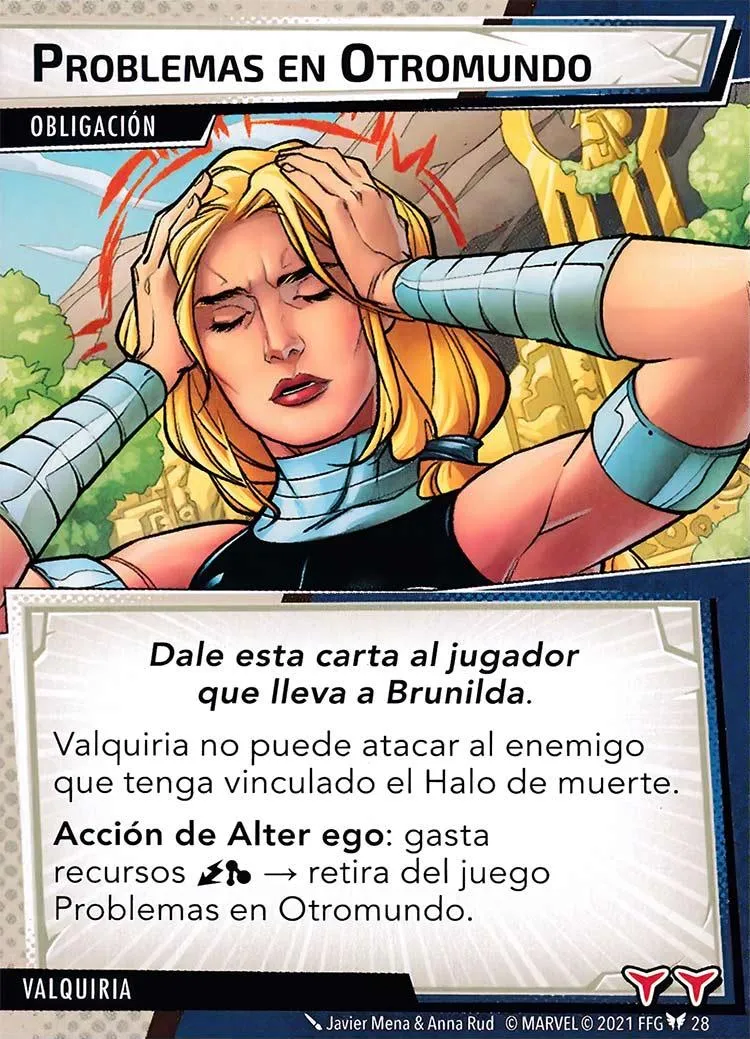 PROBLEMAS EN OTROMUNDO
OBLIGACIÓN
Dale esta carta al jugador
que lleva a Brunilda.
Valquiria no puede atacar al enemigo
que tenga vinculado el Halo de muerte.
Acción de Alter ego: gasta
recursos → retira del juego
Problemas en Otromundo.
VALQUIRIA
Javier Mena & Anna Rud © MARVEL © 2021 FFG 28